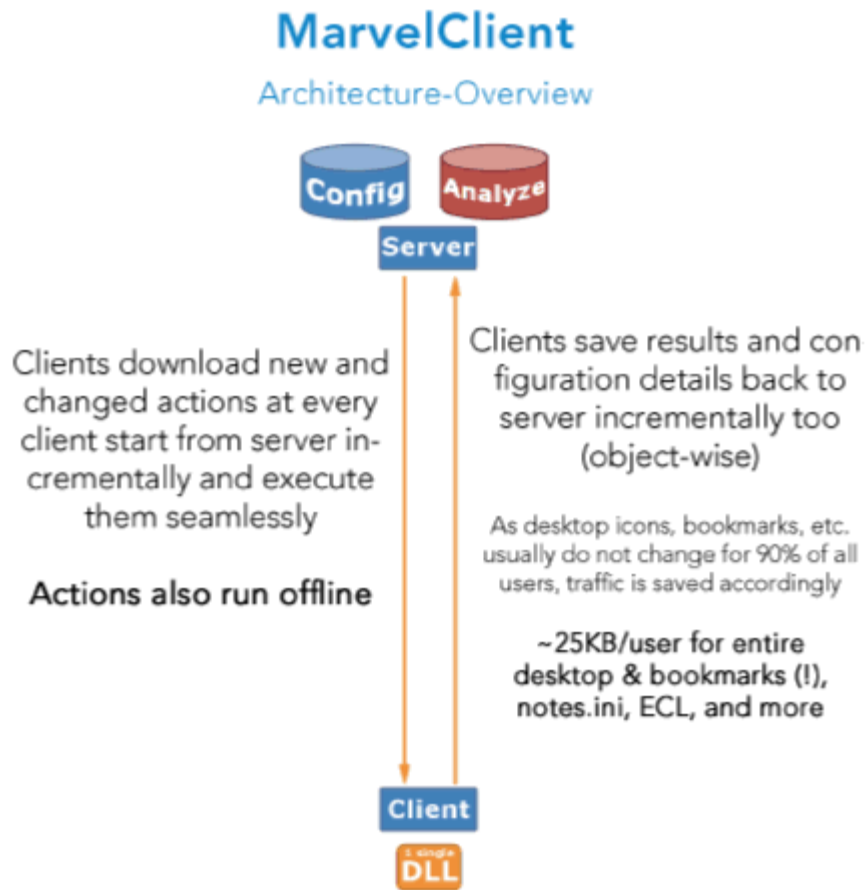 MarvelClient
Architecture-Overview
Config
Analyze
Server
Clients download new and
changed actions at every
client start from server in-
crementally and execute
them seamlessly
Actions also run offline
Clients save results and con
figuration details back to
server incrementally too
(object-wise)
As desktop icons, bookmarks, etc.
usually do not change for 90% of all
users, traffic is saved accordingly
~25KB/user for entire
desktop & bookmarks (!),
notes.ini, ECL, and more
Client
1 single
DLL